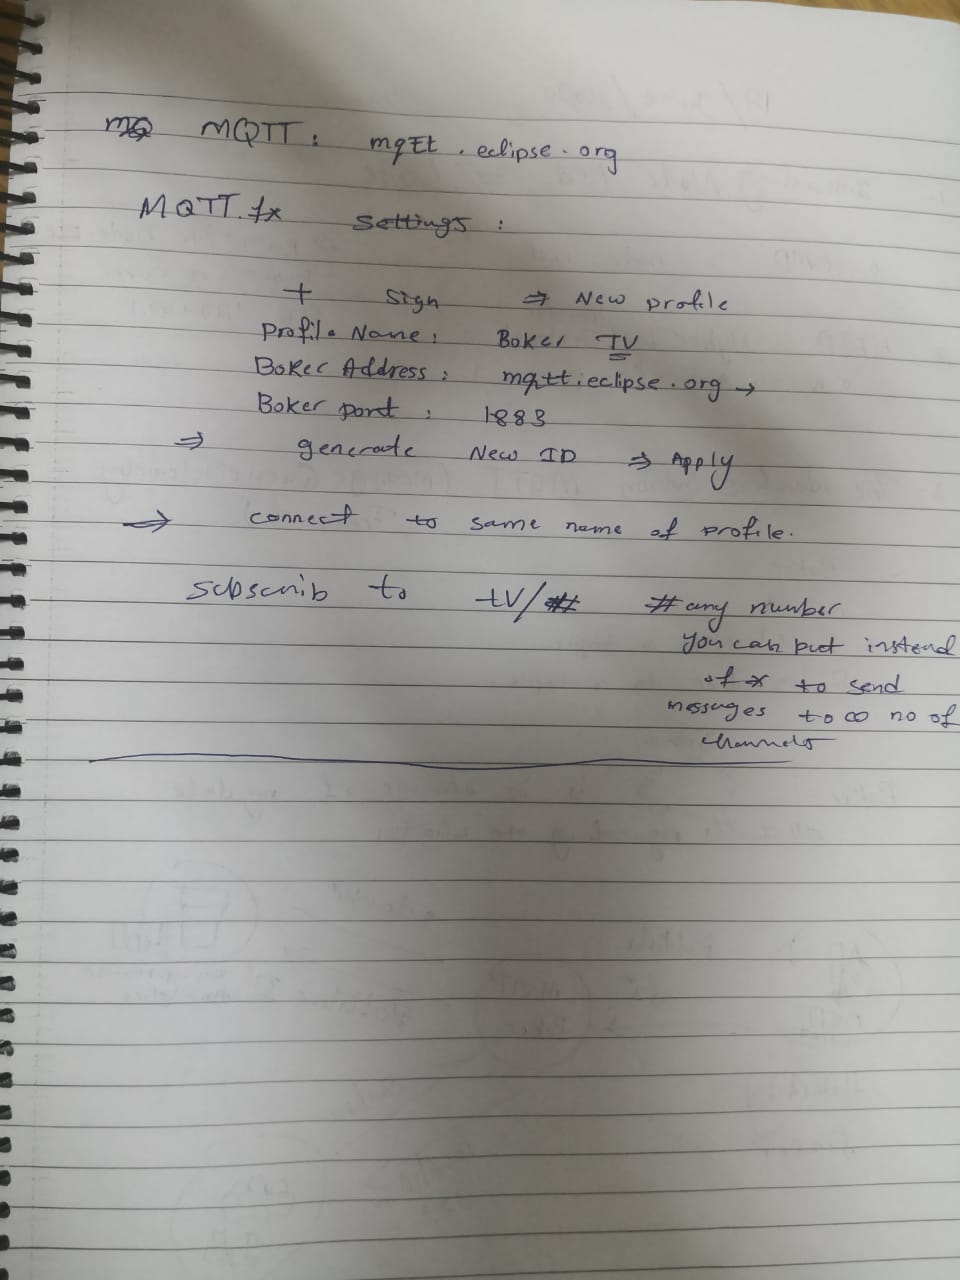 MQTT: mqtt.eclipse.org
MQTT.fx settings:
+ sign ⇒ New profile
Profile Name: Boker TV
Boker Address: mqtt.eclipse.org →
Boker port: 1883
⇒ generate New ID ⇒ Apply
⇒ connect to same name of profile.
subscrib to tV/# # any number
you can put instead
of * to send
messages to ∞ no of
channels